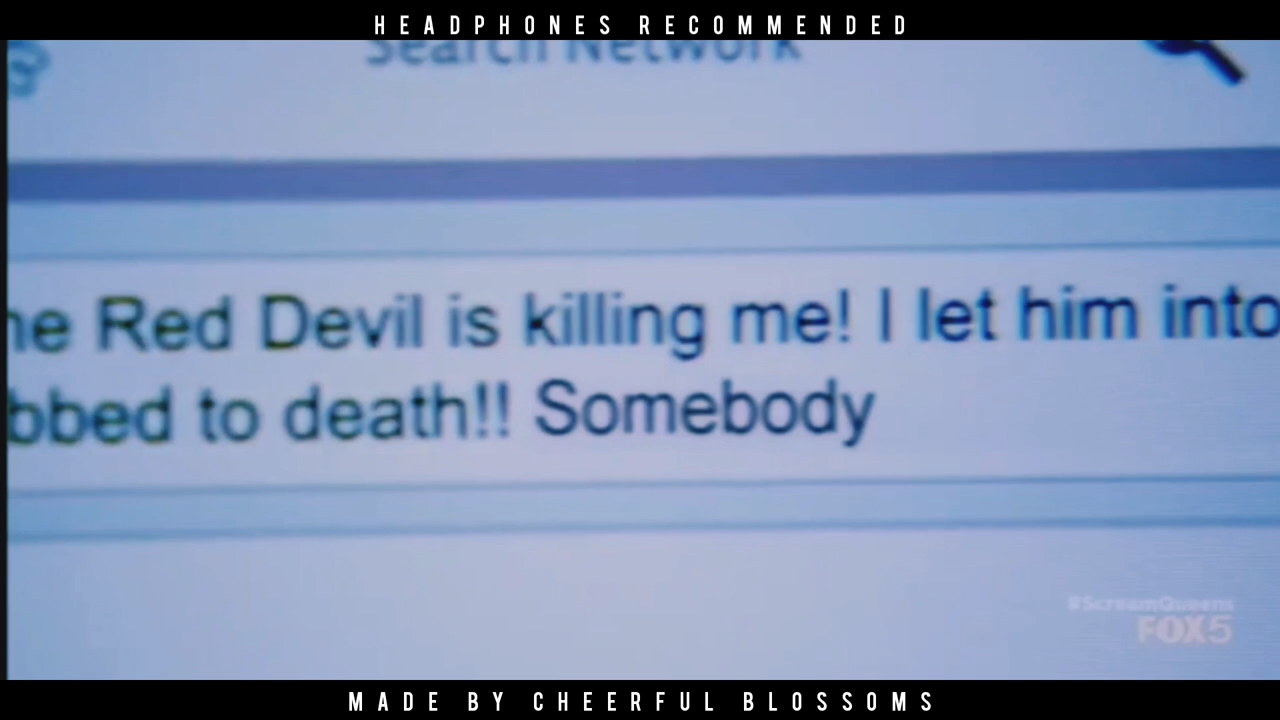 HEADPHONES RECOMMENDED
Search Network
he Red Devil is killing me! I let him into
bbed to death!! Somebody
#ScreamQueens
FOX5
MADE BY CHEERFUL BLOSSOMS